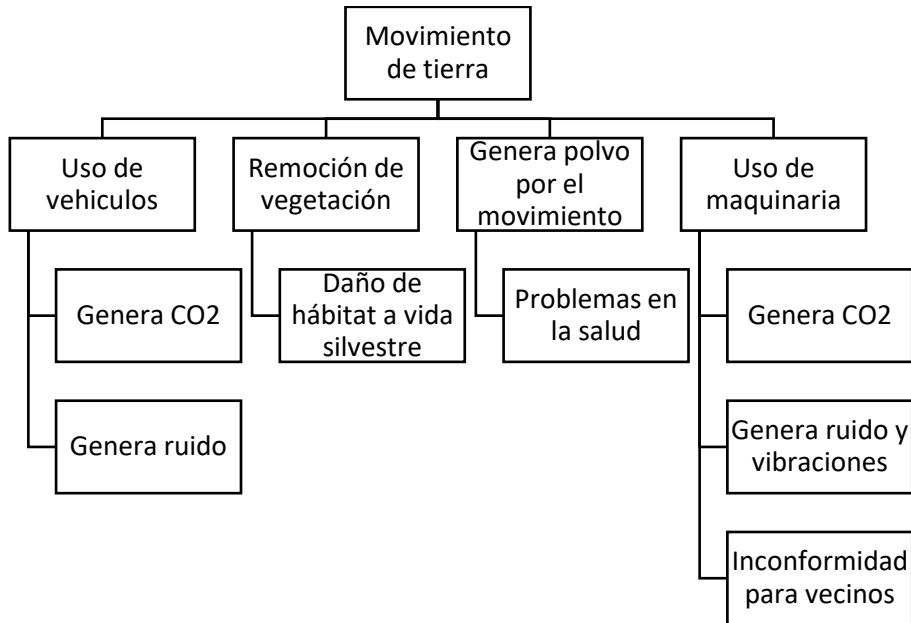 Movimiento
de tierra
Uso de
vehiculos
Genera CO2
Genera ruido
Remoción de
vegetación
Daño de
hábitat a vida
silvestre
Genera polvo
por el
movimiento
Problemas en
la salud
Uso de
maquinaria
Genera CO2
Genera ruido y
vibraciones
Inconformidad
para vecinos